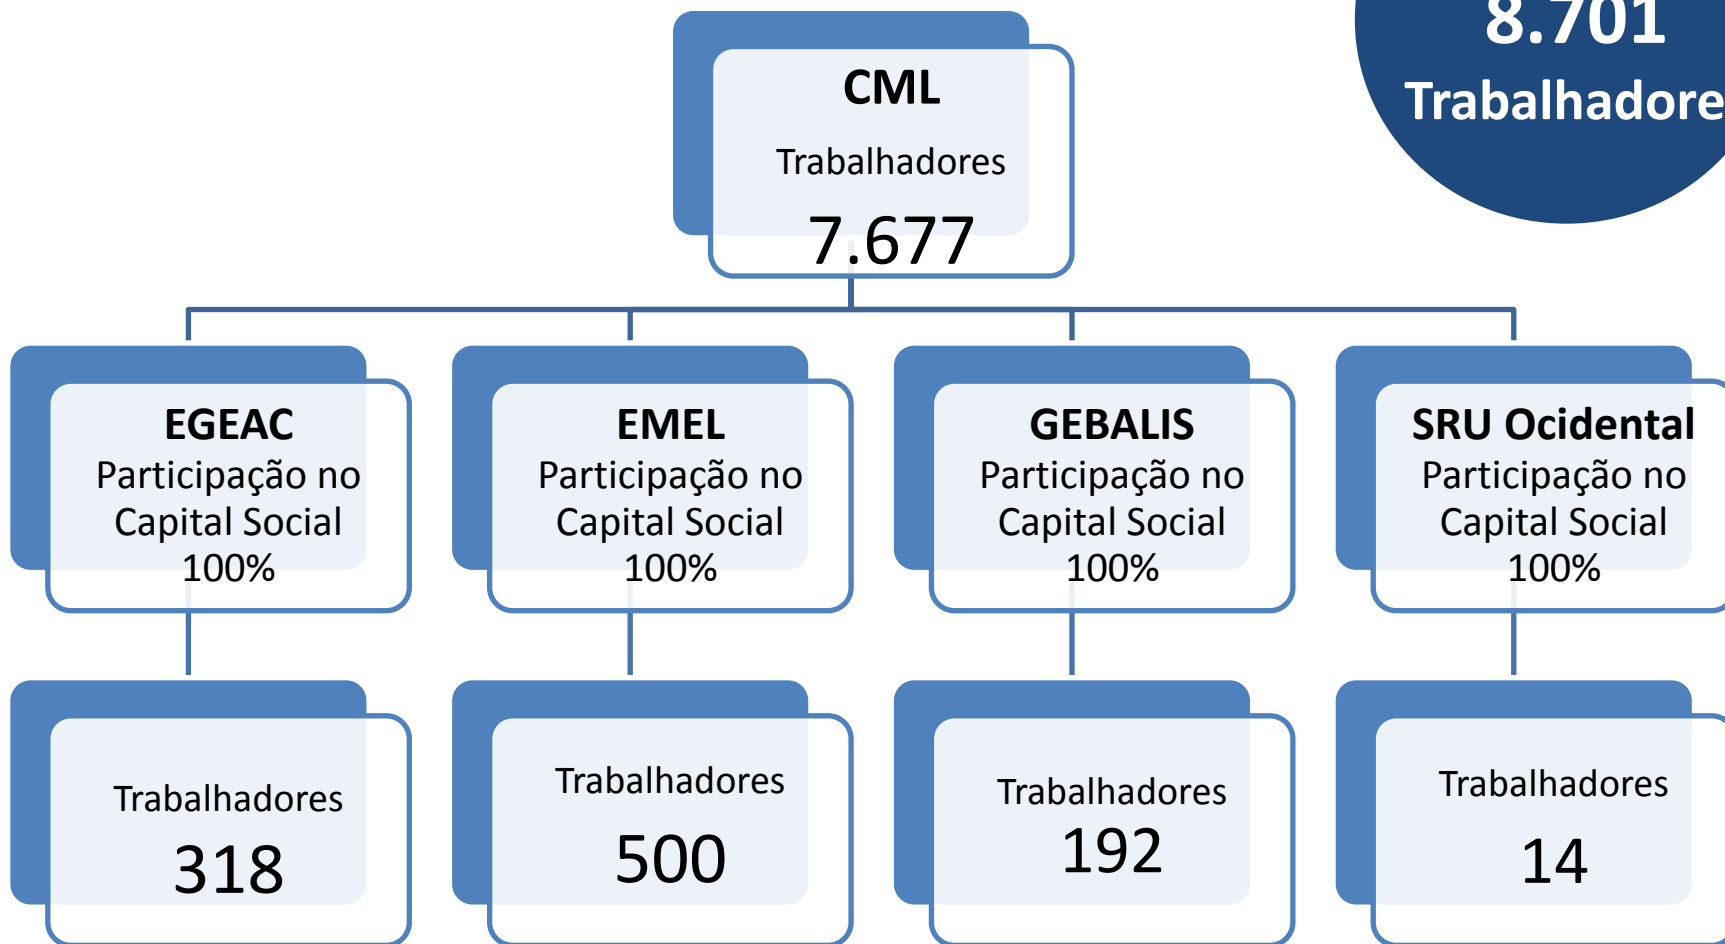 8.701
Trabalhadore
CML
Trabalhadores
7.677
EGEAC
Participação no
Capital Social
100%
EMEL
Participação no
Capital Social
100%
GEBALIS
Participação no
Capital Social
100%
SRU Ocidental
Participação no
Capital Social
100%
Trabalhadores
318
Trabalhadores
500
Trabalhadores
192
Trabalhadores
14